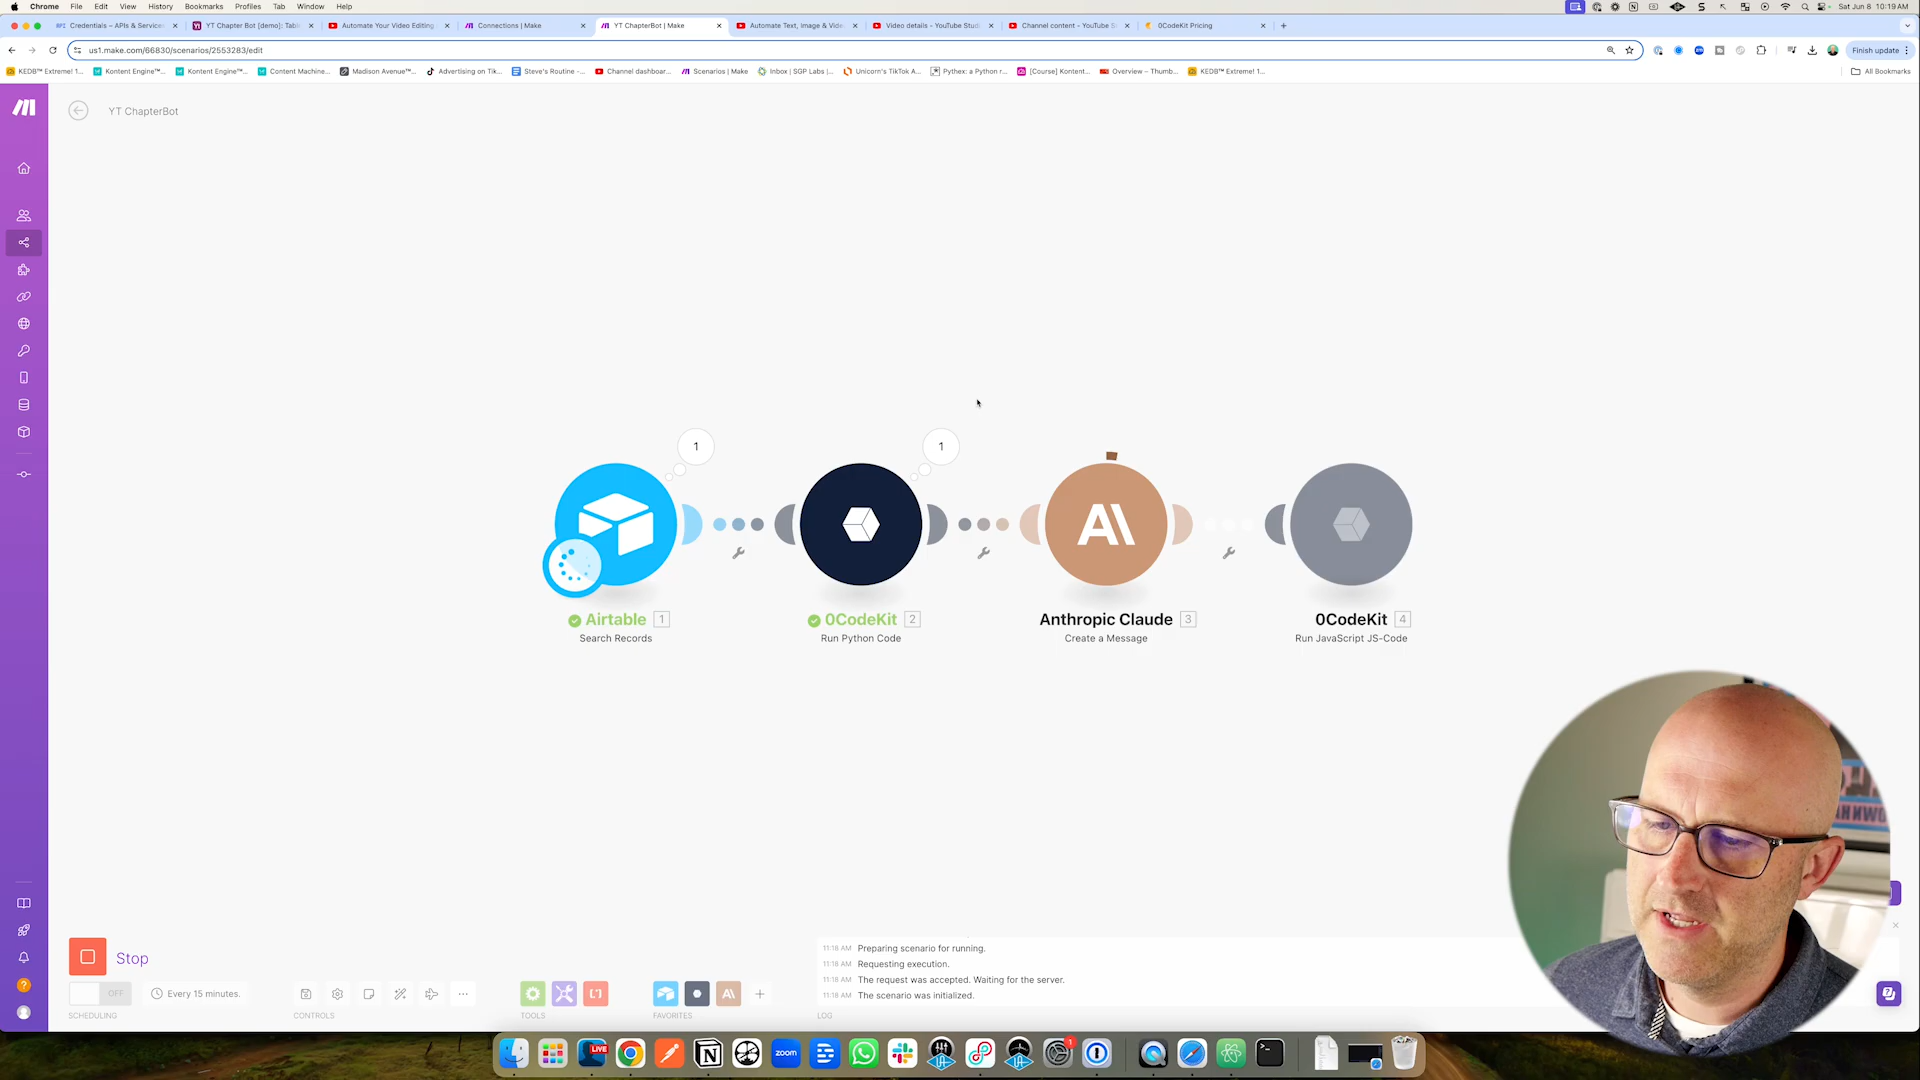 Chrome File Edit View History Bookmarks Profiles Tab Window Help
Sat Jun 8 10:19 AM
Credentials – APIs & Service
YT Chapter Bot [demo]: Tabl
Automate Your Video Editing
Connections | Make
YT ChapterBot | Make
Automate Text, Image & Vide
Video details - YouTube Studi
Channel content - YouTube S
0CodeKit Pricing
us1.make.com/66830/scenarios/2553283/edit
Finish update
KEDB™ Extreme! 1...
Kontent Engine™...
Kontent Engine™...
Content Machine...
Madison Avenue™...
Advertising on Tik...
Steve's Routine -...
Channel dashboar...
Scenarios | Make
Inbox | SGP Labs |...
Unicorn's TikTok A...
Pythex: a Python r...
[Course] Kontent...
Overview – Thumb...
KEDB™ Extreme! 1...
All Bookmarks
YT ChapterBot
1
1
Airtable 1
Search Records
0CodeKit 2
Run Python Code
Anthropic Claude 3
Create a Message
0CodeKit 4
Run JavaScript JS-Code
Stop
OFF
Every 15 minutes.
SCHEDULING
CONTROLS
TOOLS
FAVORITES
LOG
11:18 AM Preparing scenario for running.
11:18 AM Requesting execution.
11:18 AM The request was accepted. Waiting for the server.
11:18 AM The scenario was initialized.
LIVE
zoom
1